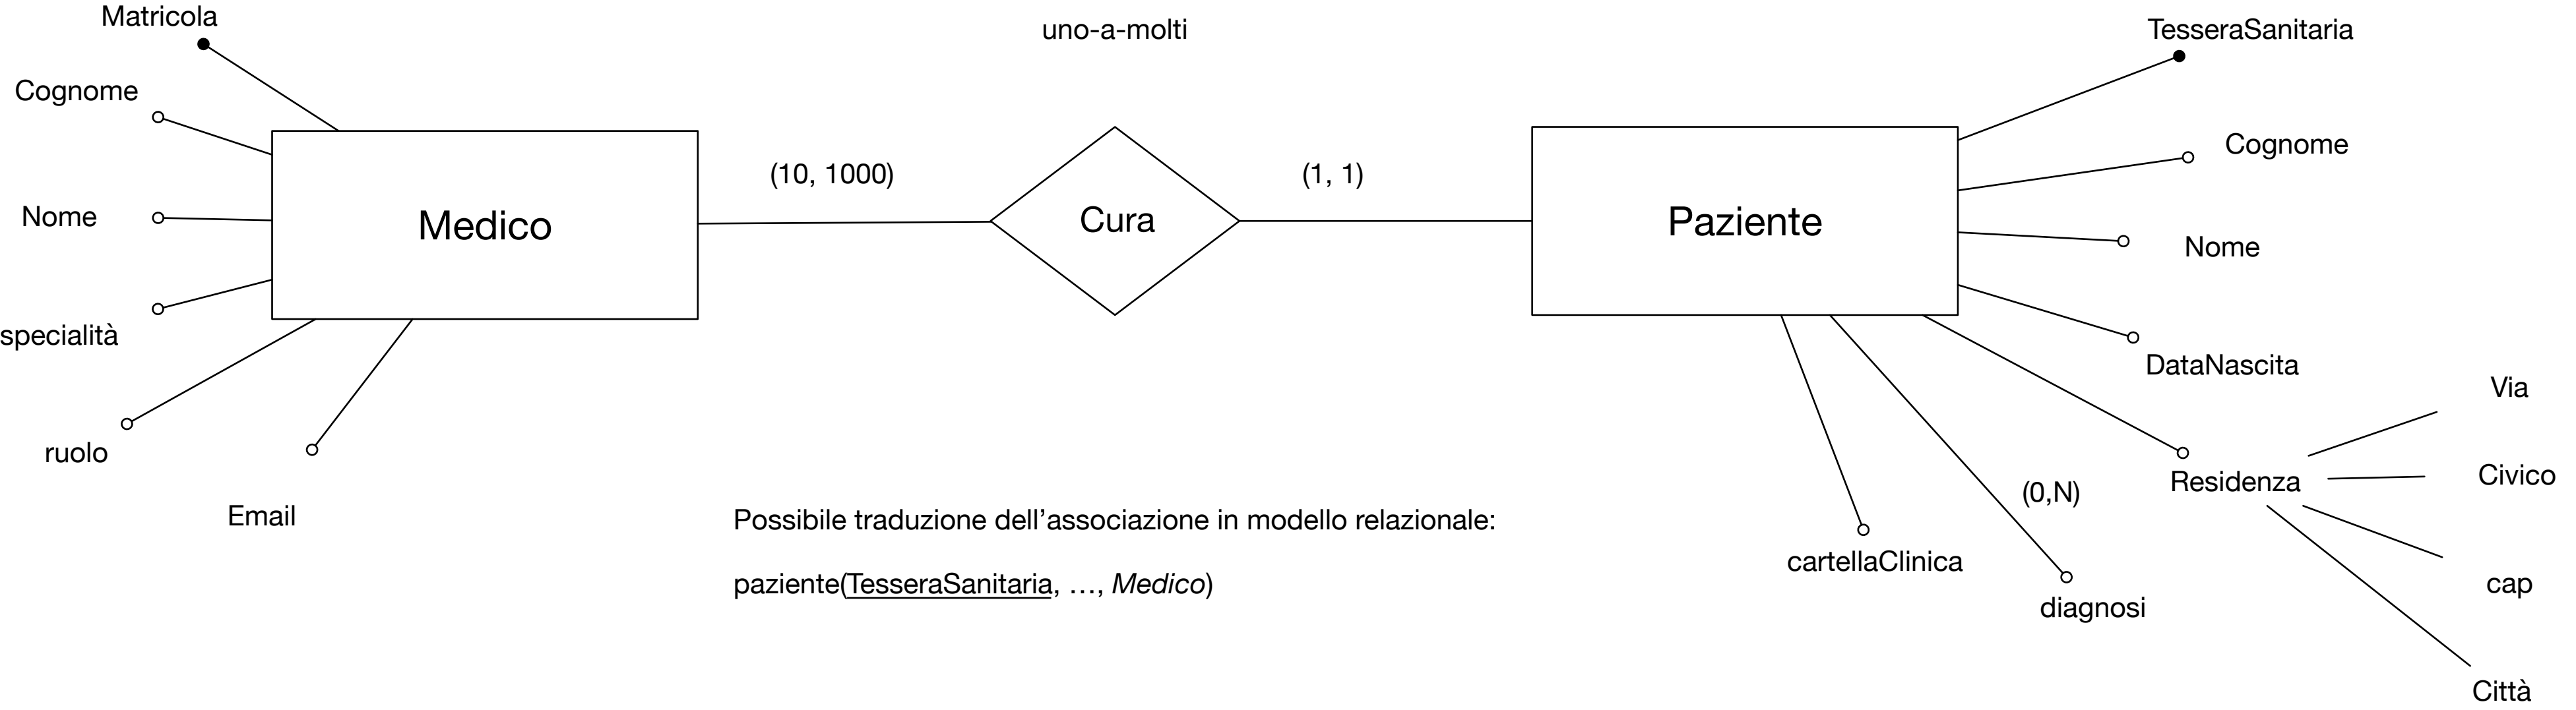 Matricola
uno-a-molti
TesseraSanitaria
Cognome
Cognome
(10, 1000)
(1, 1)
Nome
Medico
Cura
Paziente
Nome
specialità
DataNascita
Via
ruolo
Residenza
Civico
(0,N)
Email
Possibile traduzione dell’associazione in modello relazionale:
cartellaClinica
paziente(TesseraSanitaria, …, Medico)
cap
diagnosi
Città